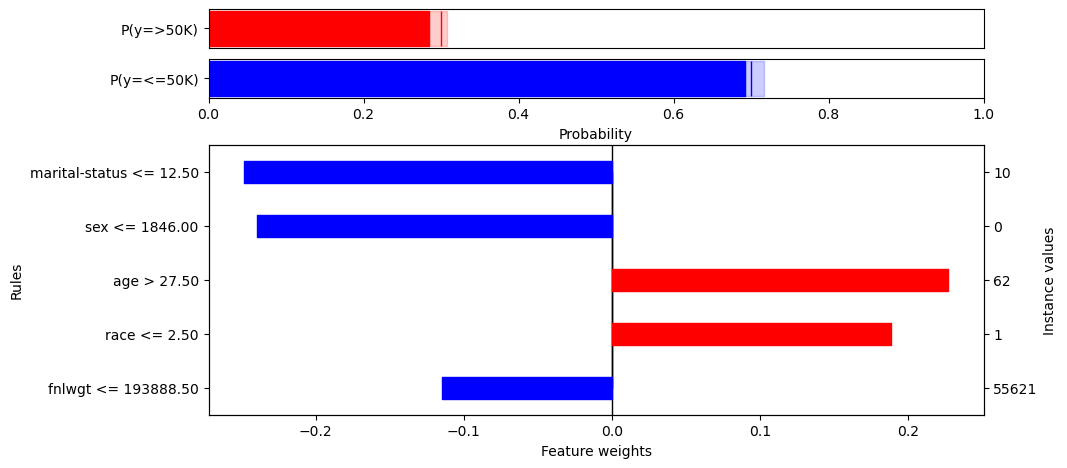 P(y=>50K)
P(y=<=50K)
0.0 0.2 0.4 0.6 0.8 1.0
Probability
Rules
marital-status <= 12.50 10
sex <= 1846.00 0
age > 27.50 62
race <= 2.50 1
fnlwgt <= 193888.50 55621
Instance values
−0.2 −0.1 0.0 0.1 0.2
Feature weights